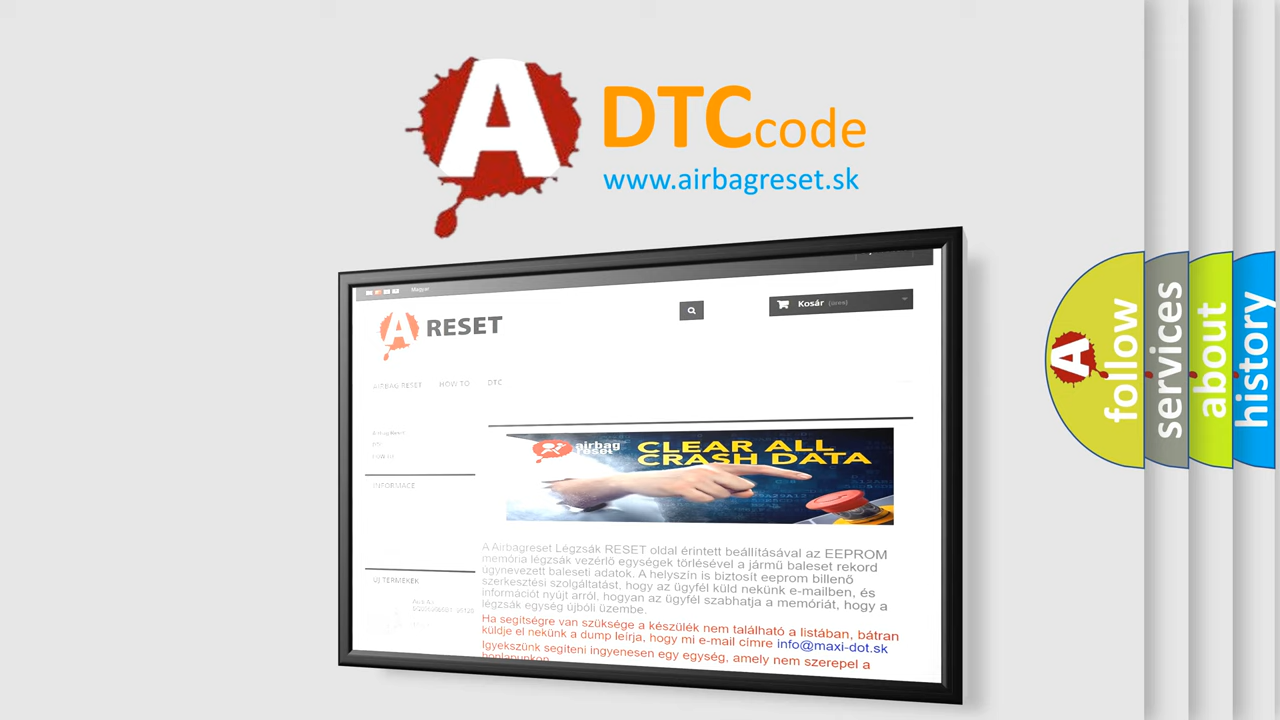 A DTCcode
www.airbagreset.sk
Magyar
Kosár (üres)
A RESET
AIRBAG RESET HOW TO DTC
INFORMACE
airbag
reset
CLEAR ALL
CRASH DATA
A Airbagreset Légzsák RESET oldal érintett beállításával az EEPROM
memória légzsák vezérlő egységek törlésével a jármű baleset rekord
úgynevezett baleseti adatok. A helyszín is biztosít eeprom billenő
szerkesztési szolgáltatást, hogy az ügyfél küld nekünk e-mailben, és
információt nyújt arról, hogyan az ügyfél szabhatja a memóriát, hogy a
légzsák egység újbóli üzembe.
ÚJ TERMÉKEK
Ha segítségre van szüksége a készülék nem található a listában, bátran
küldje el nekünk a dump leírja, hogy mi e-mail címre info@maxi-dot.sk
Igyekszünk segíteni ingyenesen egy egység, amely nem szerepel a
honlapunkon
A follow
services
about
history